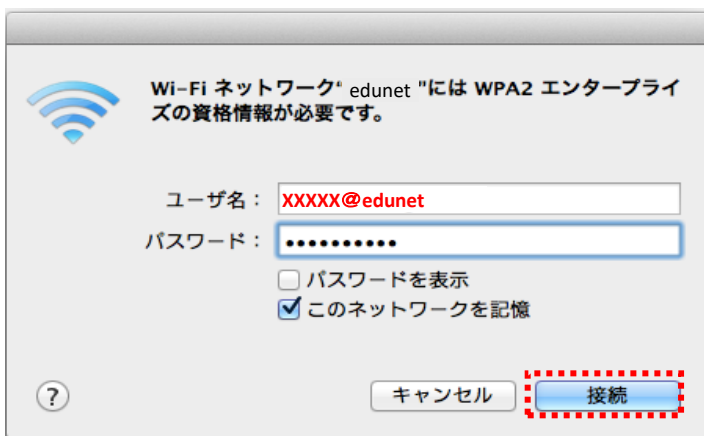 Wi-Fi ネットワーク“ edunet "には WPA2 エンタープライ
ズの資格情報が必要です。
ユーザ名： XXXXX@edunet
パスワード： ••••••••••
パスワードを表示
このネットワークを記憶
? キャンセル 接続